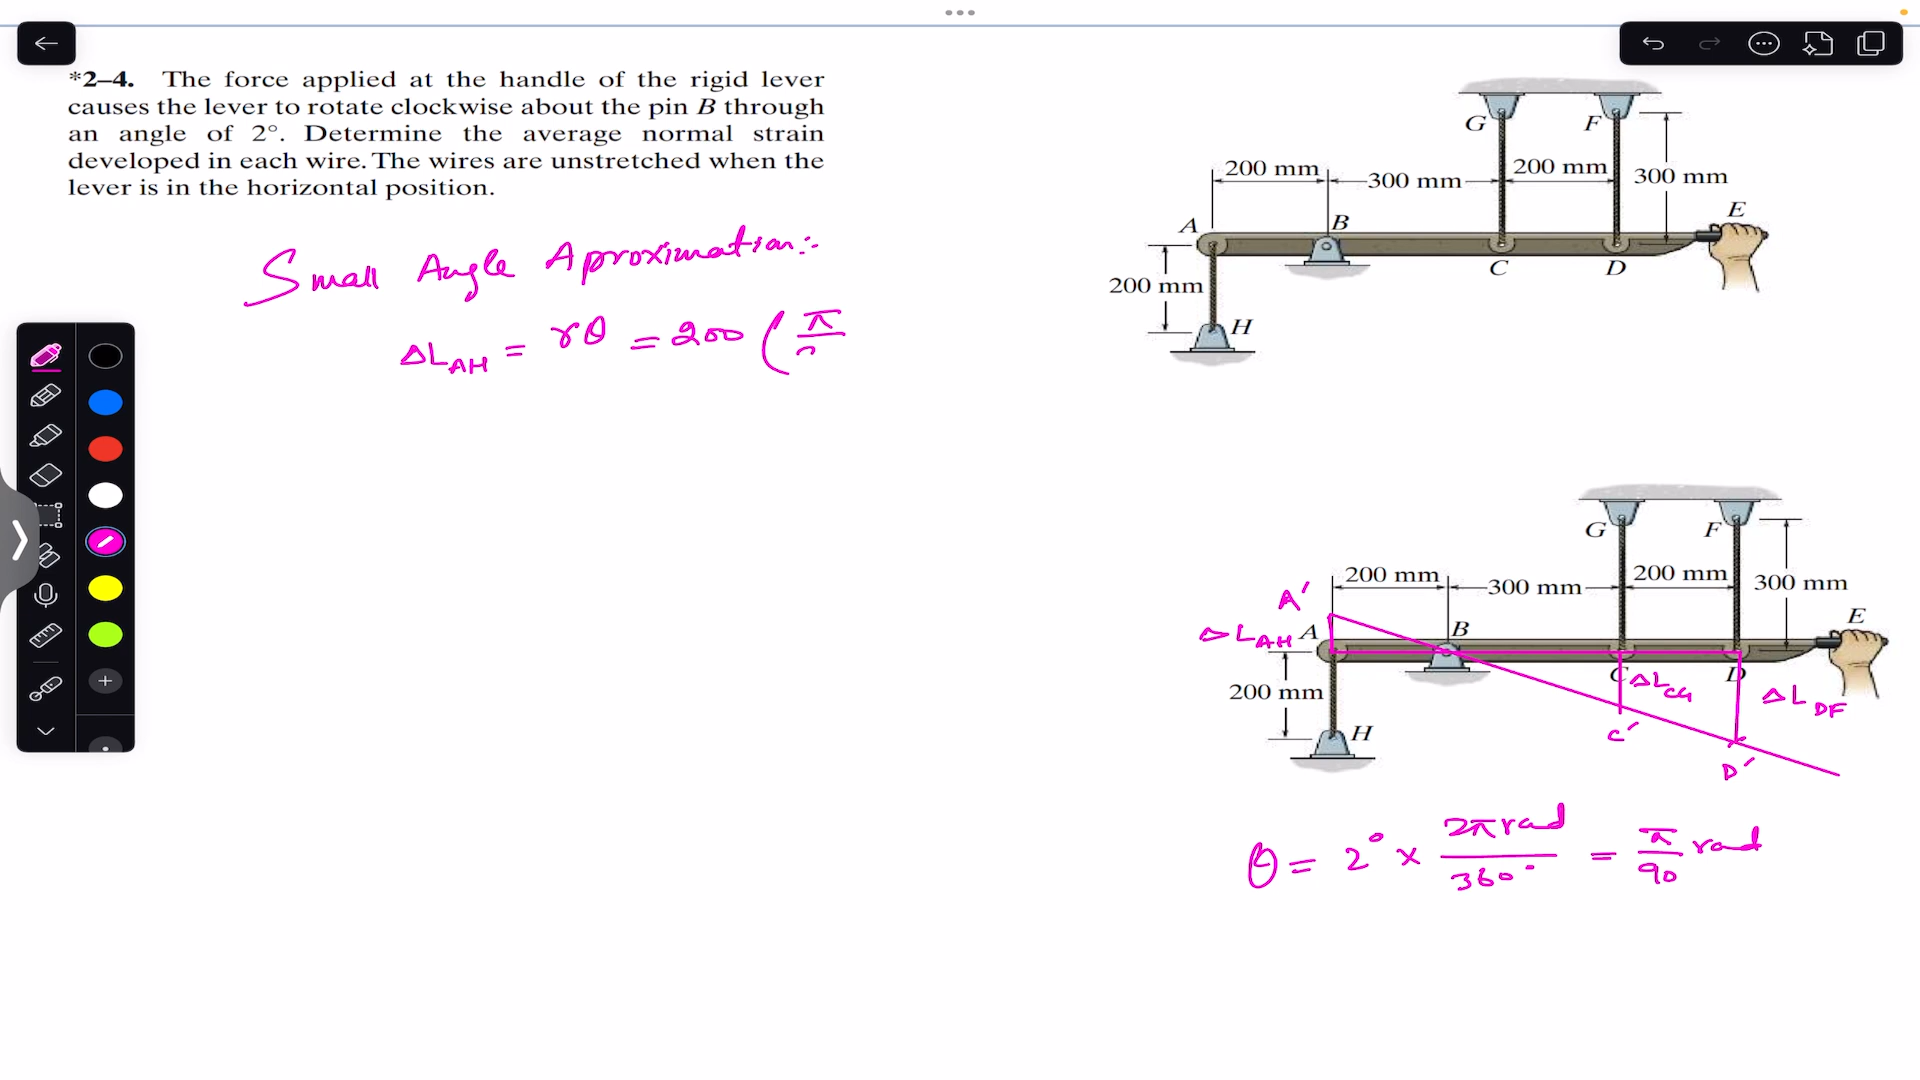 *2–4. The force applied at the handle of the rigid lever
causes the lever to rotate clockwise about the pin B through
an angle of 2°. Determine the average normal strain
developed in each wire. The wires are unstretched when the
lever is in the horizontal position.
Small Angle Aproximation:-
ΔL_AH = rθ = 200 (π
G F
200 mm 300 mm 200 mm 300 mm
A B E
C D
200 mm
H
G F
200 mm 300 mm 200 mm 300 mm
A'
ΔL_AH A B E
C D
200 mm ΔL_CG ΔL_DF
H C'
D'
θ = 2° × 2π rad / 360° = π/90 rad